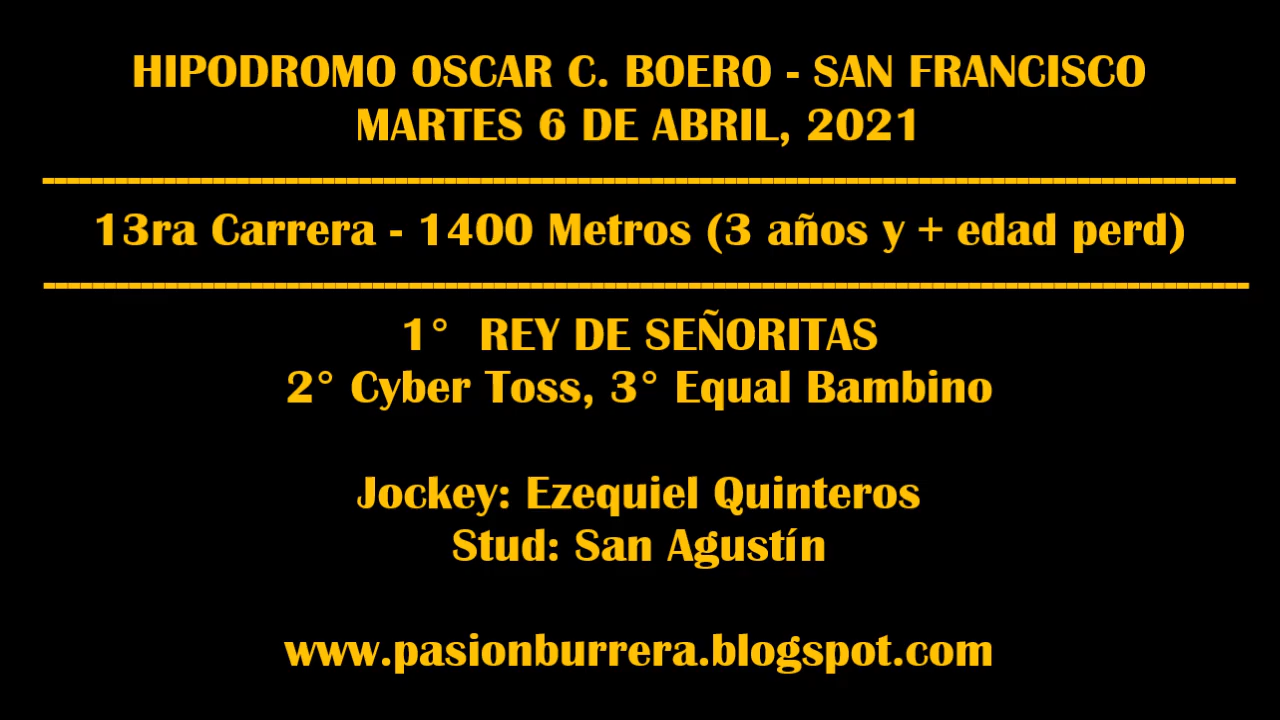 HIPODROMO OSCAR C. BOERO - SAN FRANCISCO
MARTES 6 DE ABRIL, 2021
13ra Carrera - 1400 Metros (3 años y + edad perd)
1° REY DE SEÑORITAS
2° Cyber Toss, 3° Equal Bambino
Jockey: Ezequiel Quinteros
Stud: San Agustín
www.pasionburrera.blogspot.com